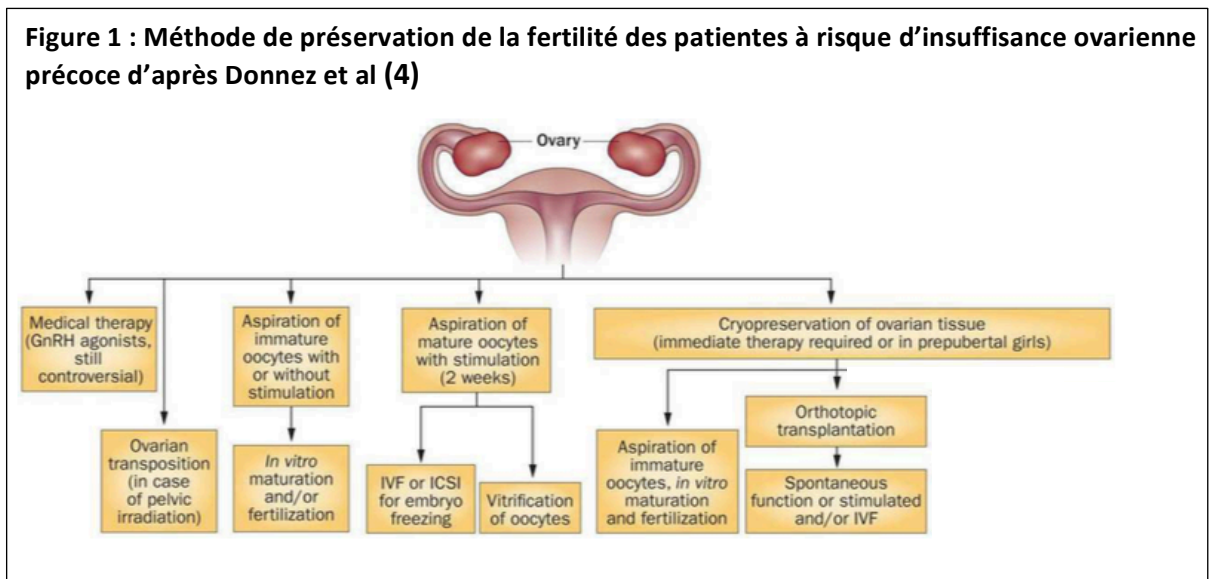 Figure 1 : Méthode de préservation de la fertilité des patientes à risque d’insuffisance ovarienne
précoce d’après Donnez et al (4)
Ovary
Medical therapy
(GnRH agonists,
still
controversial)
Ovarian
transposition
(in case
of pelvic
irradiation)
Aspiration of
immature
oocytes with
or without
stimulation
In vitro
maturation
and/or
fertilization
Aspiration of
mature oocytes
with stimulation
(2 weeks)
IVF or ICSI
for embryo
freezing
Vitrification
of oocytes
Cryopreservation of ovarian tissue
(immediate therapy required or in prepubertal girls)
Aspiration of
immature
oocytes, in vitro
maturation
and fertilization
Orthotopic
transplantation
Spontaneous
function or stimulated
and/or IVF